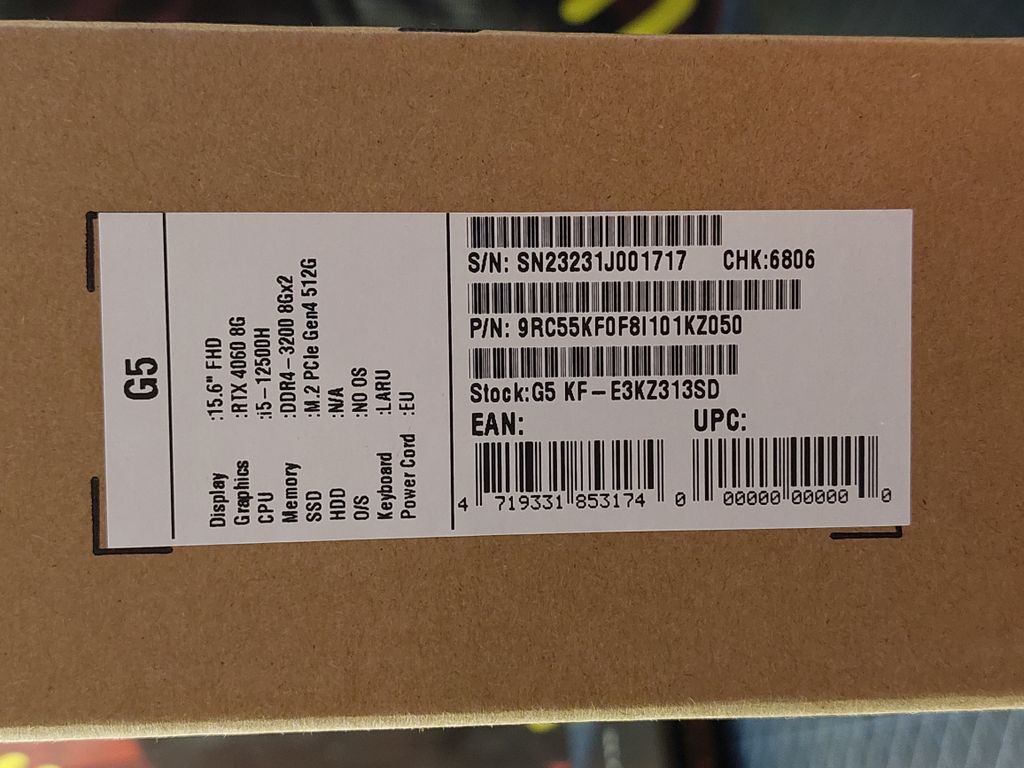 G5
Display :15.6" FHD
Graphics :RTX 4060 8G
CPU :i5-12500H
Memory :DDR4-3200 8Gx2
SSD :M.2 PCIe Gen4 512G
HDD :N/A
O/S :NO OS
Keyboard :LARU
Power Cord :EU
S/N: SN23231J001717 CHK:6806
P/N: 9RC55KF0F8I101KZ050
Stock:G5 KF-E3KZ313SD
EAN: UPC:
4 719331 853174 0 00000 00000 0